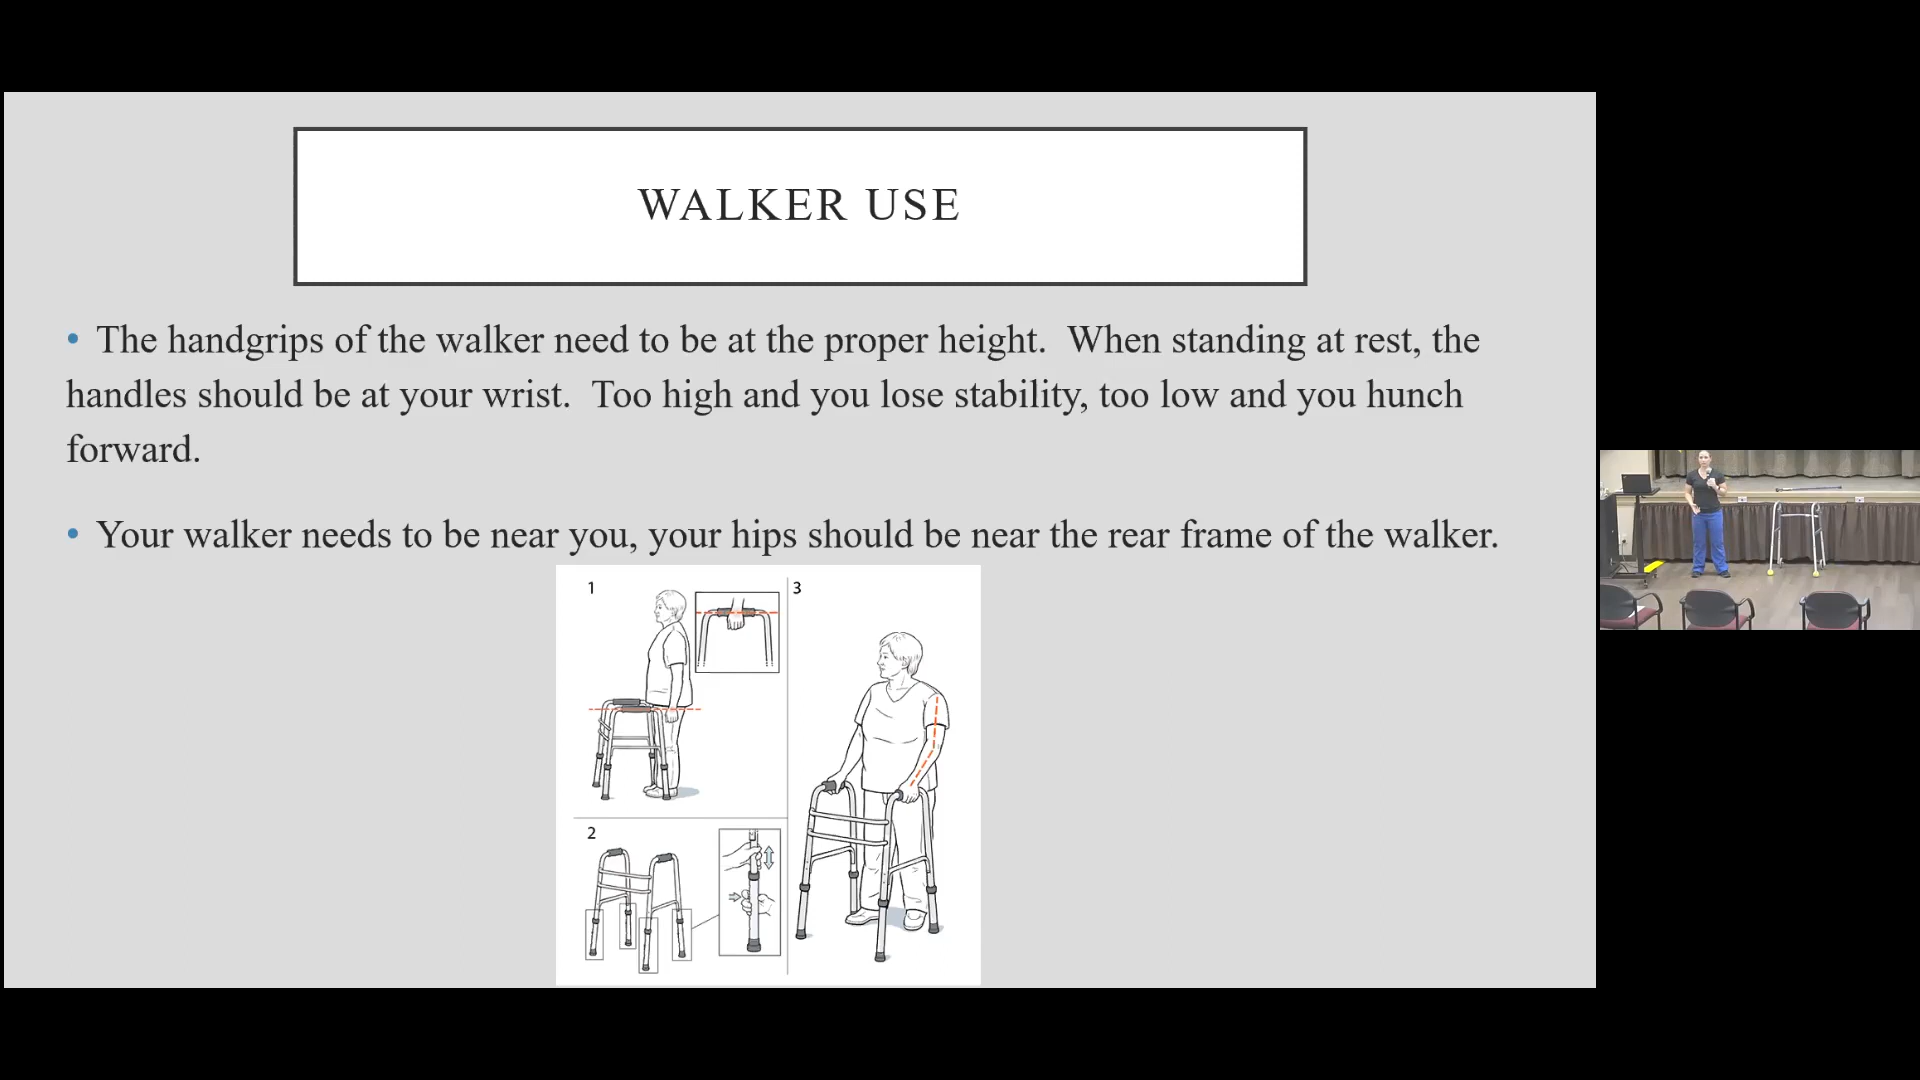 WALKER USE
• The handgrips of the walker need to be at the proper height.  When standing at rest, the
handles should be at your wrist.  Too high and you lose stability, too low and you hunch
forward.
• Your walker needs to be near you, your hips should be near the rear frame of the walker.
1
3
2